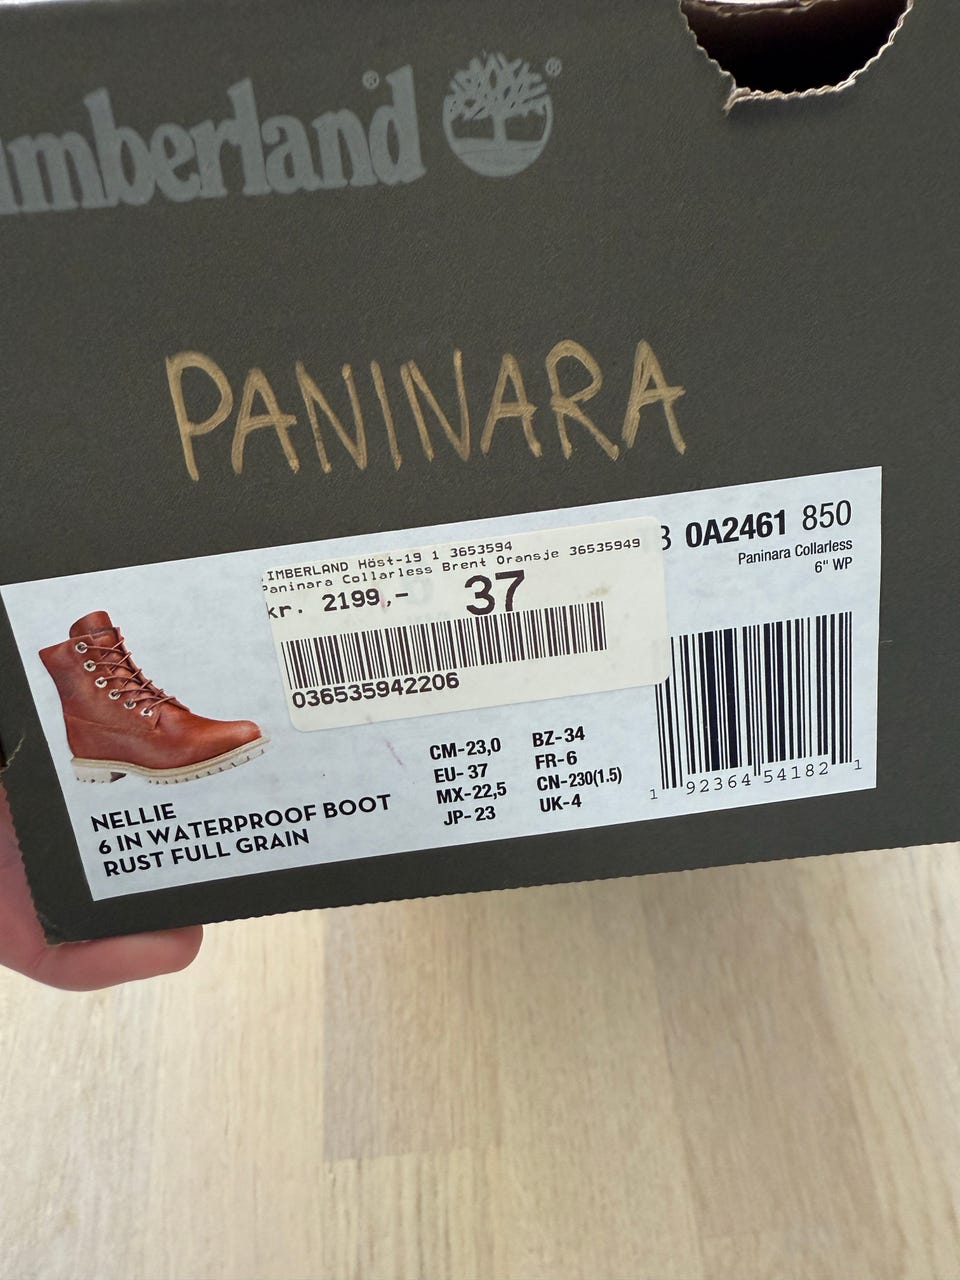 Timberland®
®
PANINARA
B 0A2461 850
Paninara Collarless
6" WP
TIMBERLAND Höst-19 1 3653594
Paninara Collarless Brent Oransje 36535949
kr. 2199,-
37
036535942206
NELLIE
6 IN WATERPROOF BOOT
RUST FULL GRAIN
CM-23,0 BZ-34
EU-37 FR-6
MX-22,5 CN-230(1.5)
JP-23 UK-4
1 92364 54182 1